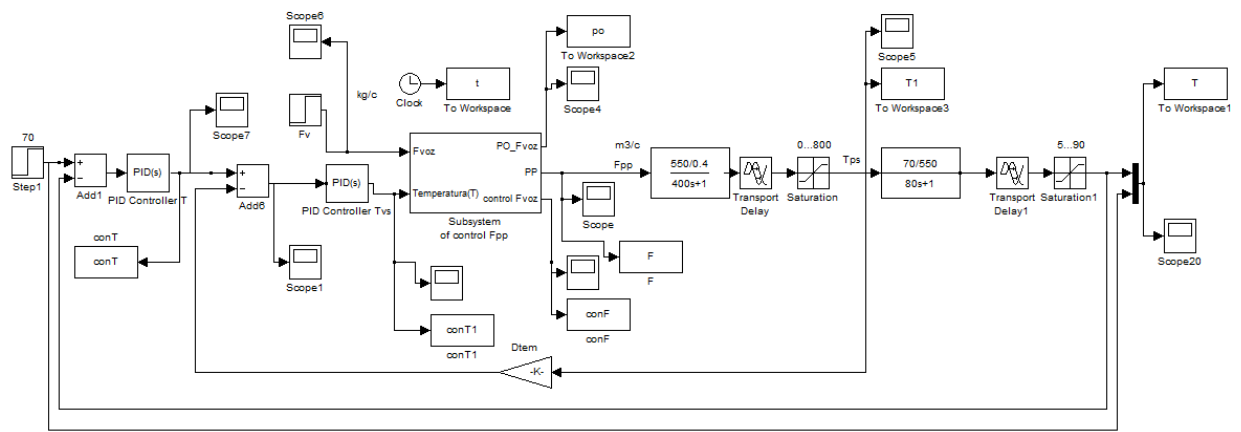 Scope6
kg/c
Clock
t
To Workspace
po
To Workspace2
Scope4
Scope5
T1
To Workspace3
T
To Workspace1
70
Step1
+
−
Add1
PID(s)
PID Controller T
Scope7
conT
conT
+
−
Add6
Scope1
Fv
PID(s)
PID Controller Tvs
conT1
conT1
Fvoz
Temperatura(T)
PO_Fvoz
PP
control Fvoz
Subsystem
of control Fpp
Scope
F
F
conF
conF
m3/c
Fpp
550/0.4
400s+1
Transport
Delay
0...800
Saturation
Tps
70/550
80s+1
Transport
Delay1
5...90
Saturation1
Scope20
Dtem
-K-